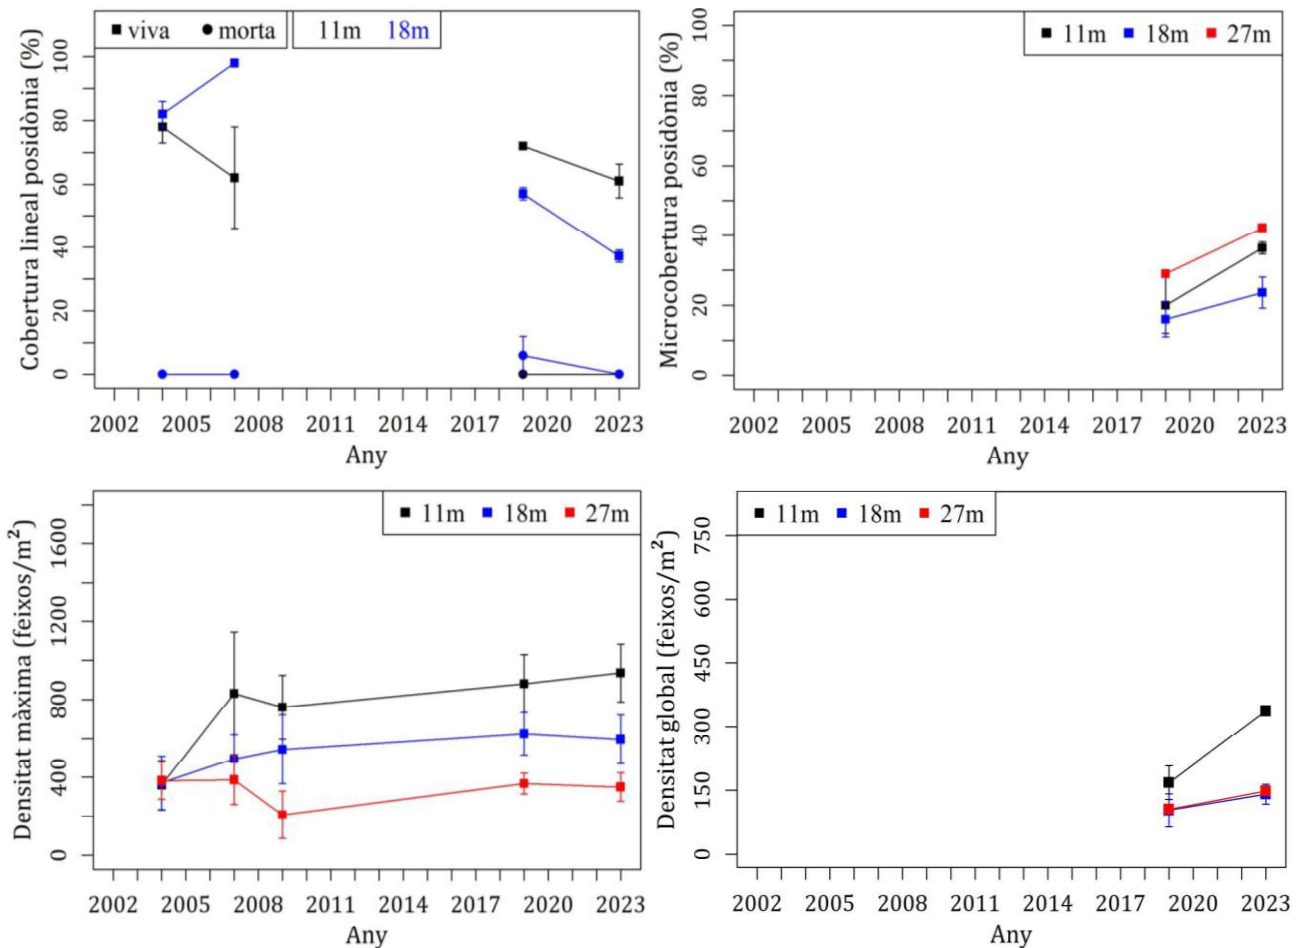 viva morta 11m 18m
Cobertura lineal posidònia (%)
0 20 40 60 80 100
2002 2005 2008 2011 2014 2017 2020 2023
Any
11m 18m 27m
Microcobertura posidònia (%)
0 20 40 60 80 100
2002 2005 2008 2011 2014 2017 2020 2023
Any
11m 18m 27m
Densitat màxima (feixos/m²)
0 400 800 1200 1600
2002 2005 2008 2011 2014 2017 2020 2023
Any
11m 18m 27m
Densitat global (feixos/m²)
0 150 300 450 600 750
2002 2005 2008 2011 2014 2017 2020 2023
Any